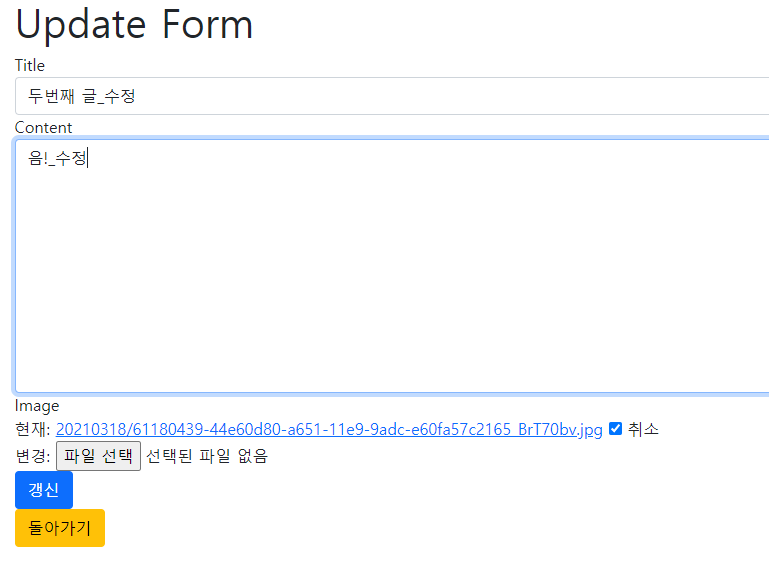 Update Form
Title
두번째 글_수정
Content
음!_수정
Image
현재: 20210318/61180439-44e60d80-a651-11e9-9adc-e60fa57c2165_BrT70bv.jpg 취소
변경: 파일 선택 선택된 파일 없음
갱신
돌아가기